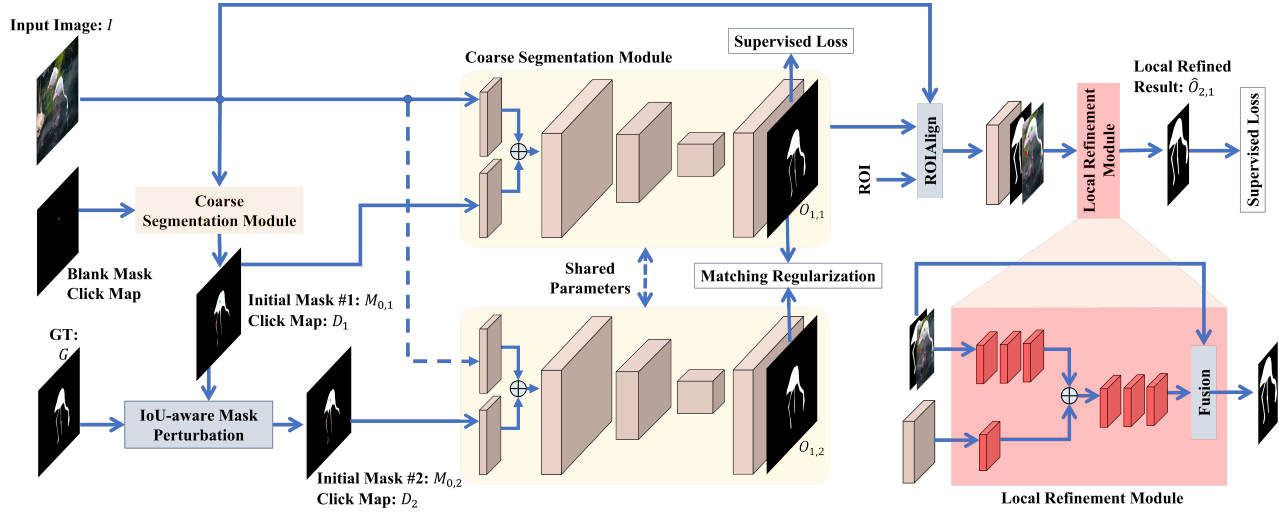 Input Image: I
Coarse Segmentation Module
Supervised Loss
Local Refined
Result: Ô2,1
ROIAlign
ROI
Local Refinement
Module
Supervised Loss
Coarse
Segmentation Module
O1,1
Blank Mask
Click Map
Shared
Parameters
Matching Regularization
Initial Mask #1: M0,1
Click Map: D1
GT:
G
IoU-aware Mask
Perturbation
Fusion
O1,2
Initial Mask #2: M0,2
Click Map: D2
Local Refinement Module